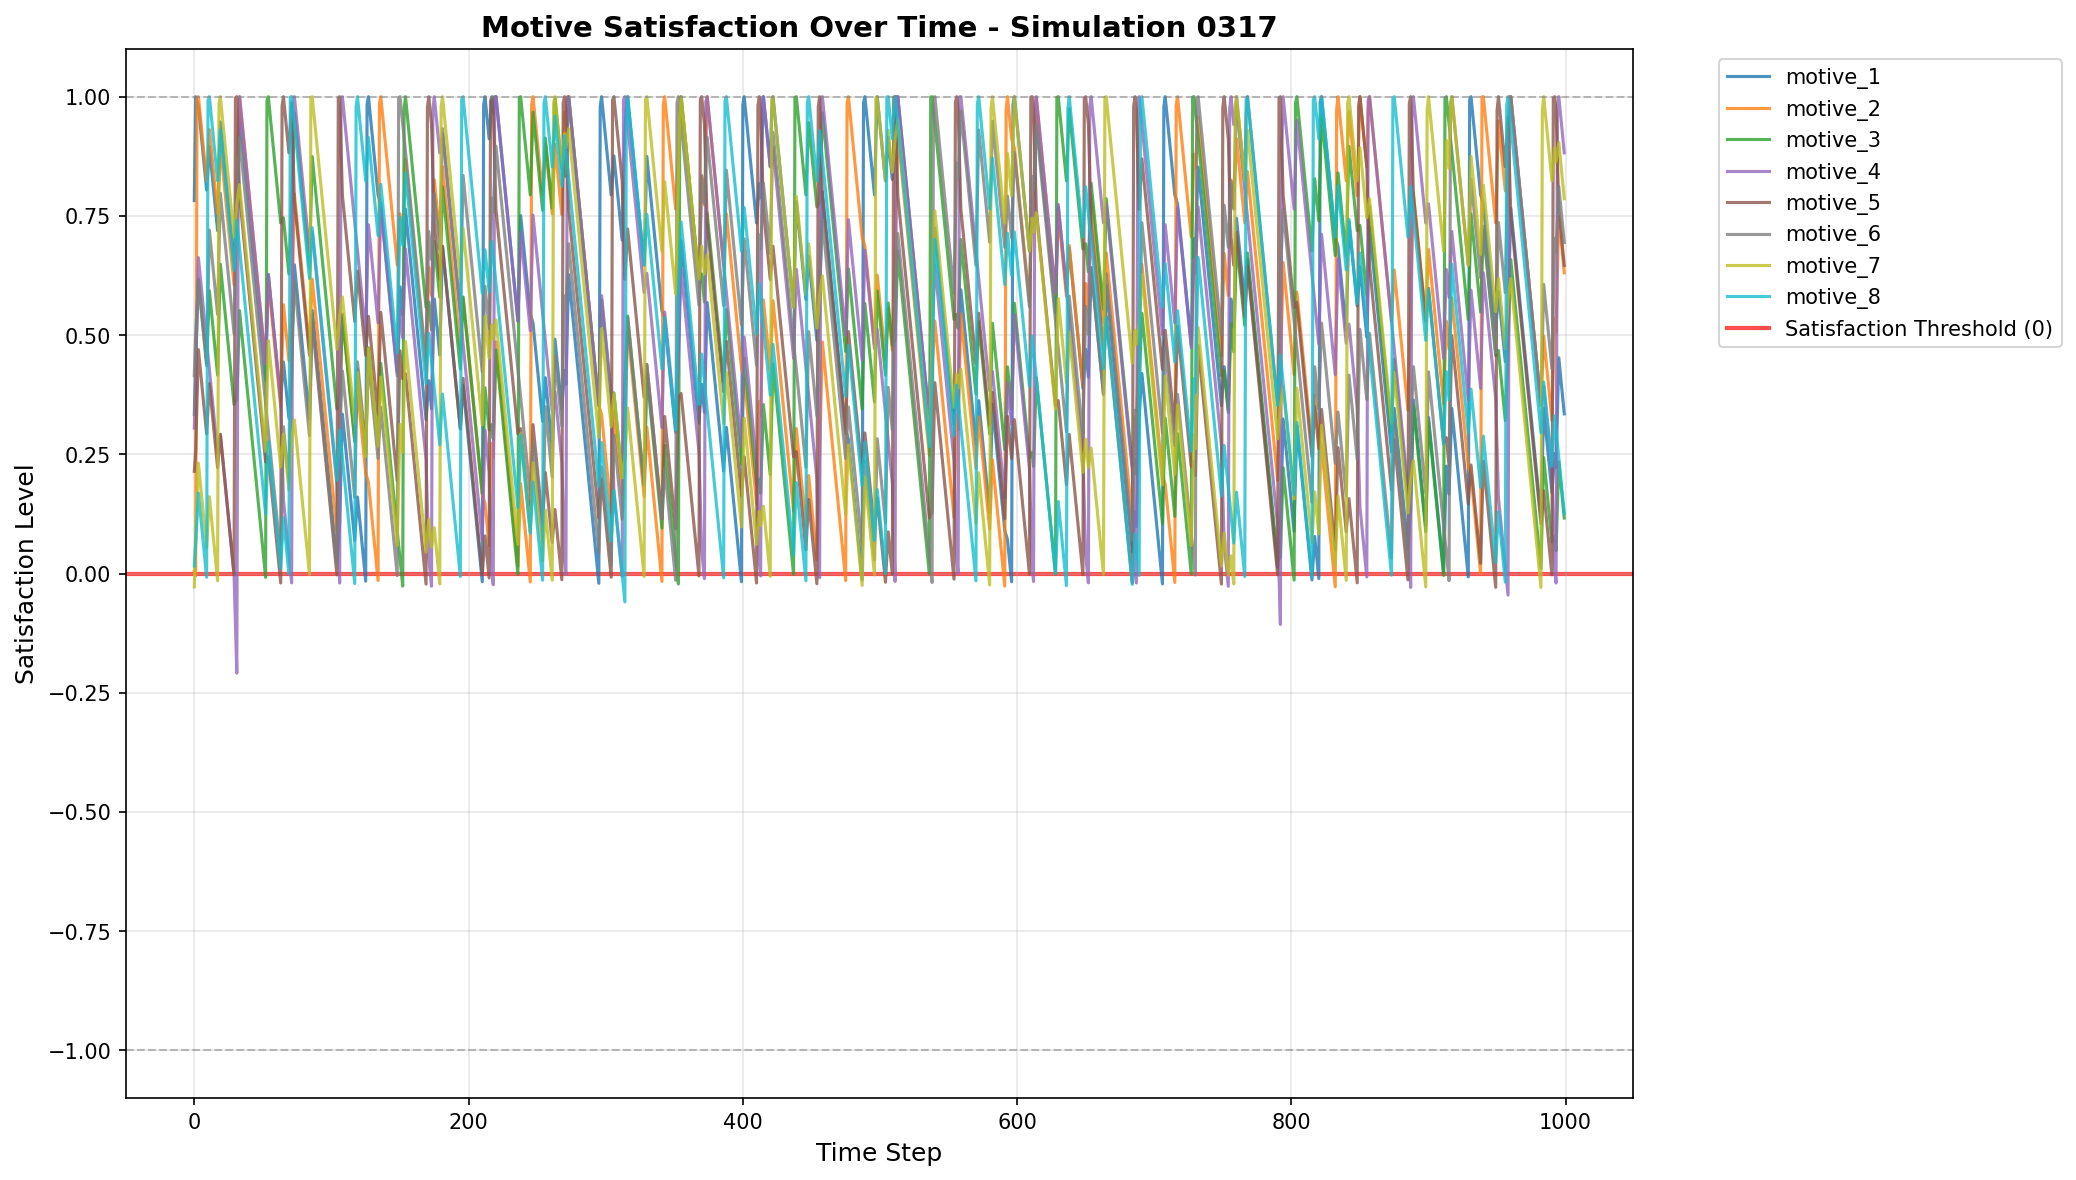 Motive Satisfaction Over Time - Simulation 0317
Satisfaction Level
1.00
0.75
0.50
0.25
0.00
−0.25
−0.50
−0.75
−1.00
0
200
400
600
800
1000
Time Step
motive_1
motive_2
motive_3
motive_4
motive_5
motive_6
motive_7
motive_8
Satisfaction Threshold (0)